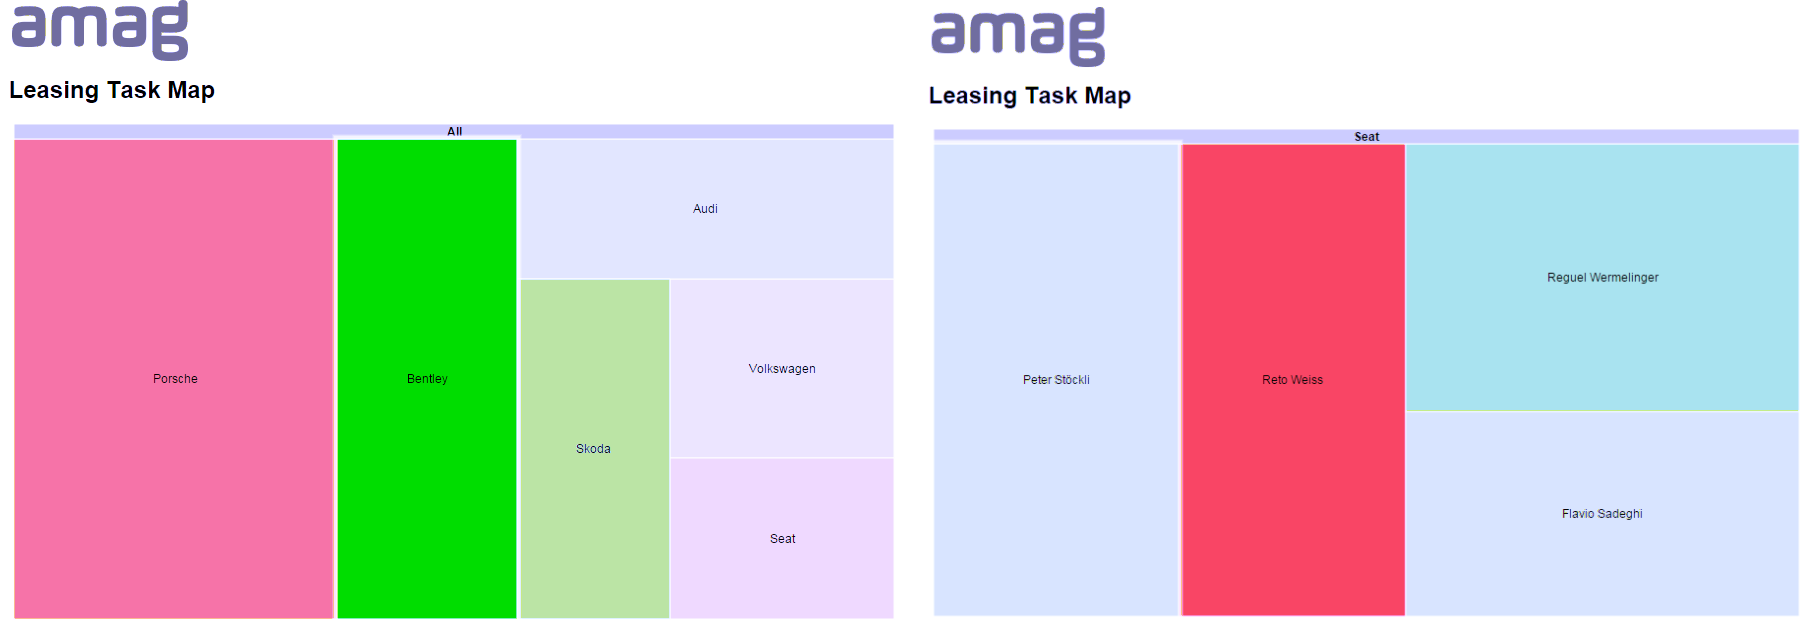 amag
Leasing Task Map
All
Porsche
Bentley
Audi
Skoda
Volkswagen
Seat
amag
Leasing Task Map
Seat
Peter Stöckli
Reto Weiss
Reguel Wermelinger
Flavio Sadeghi